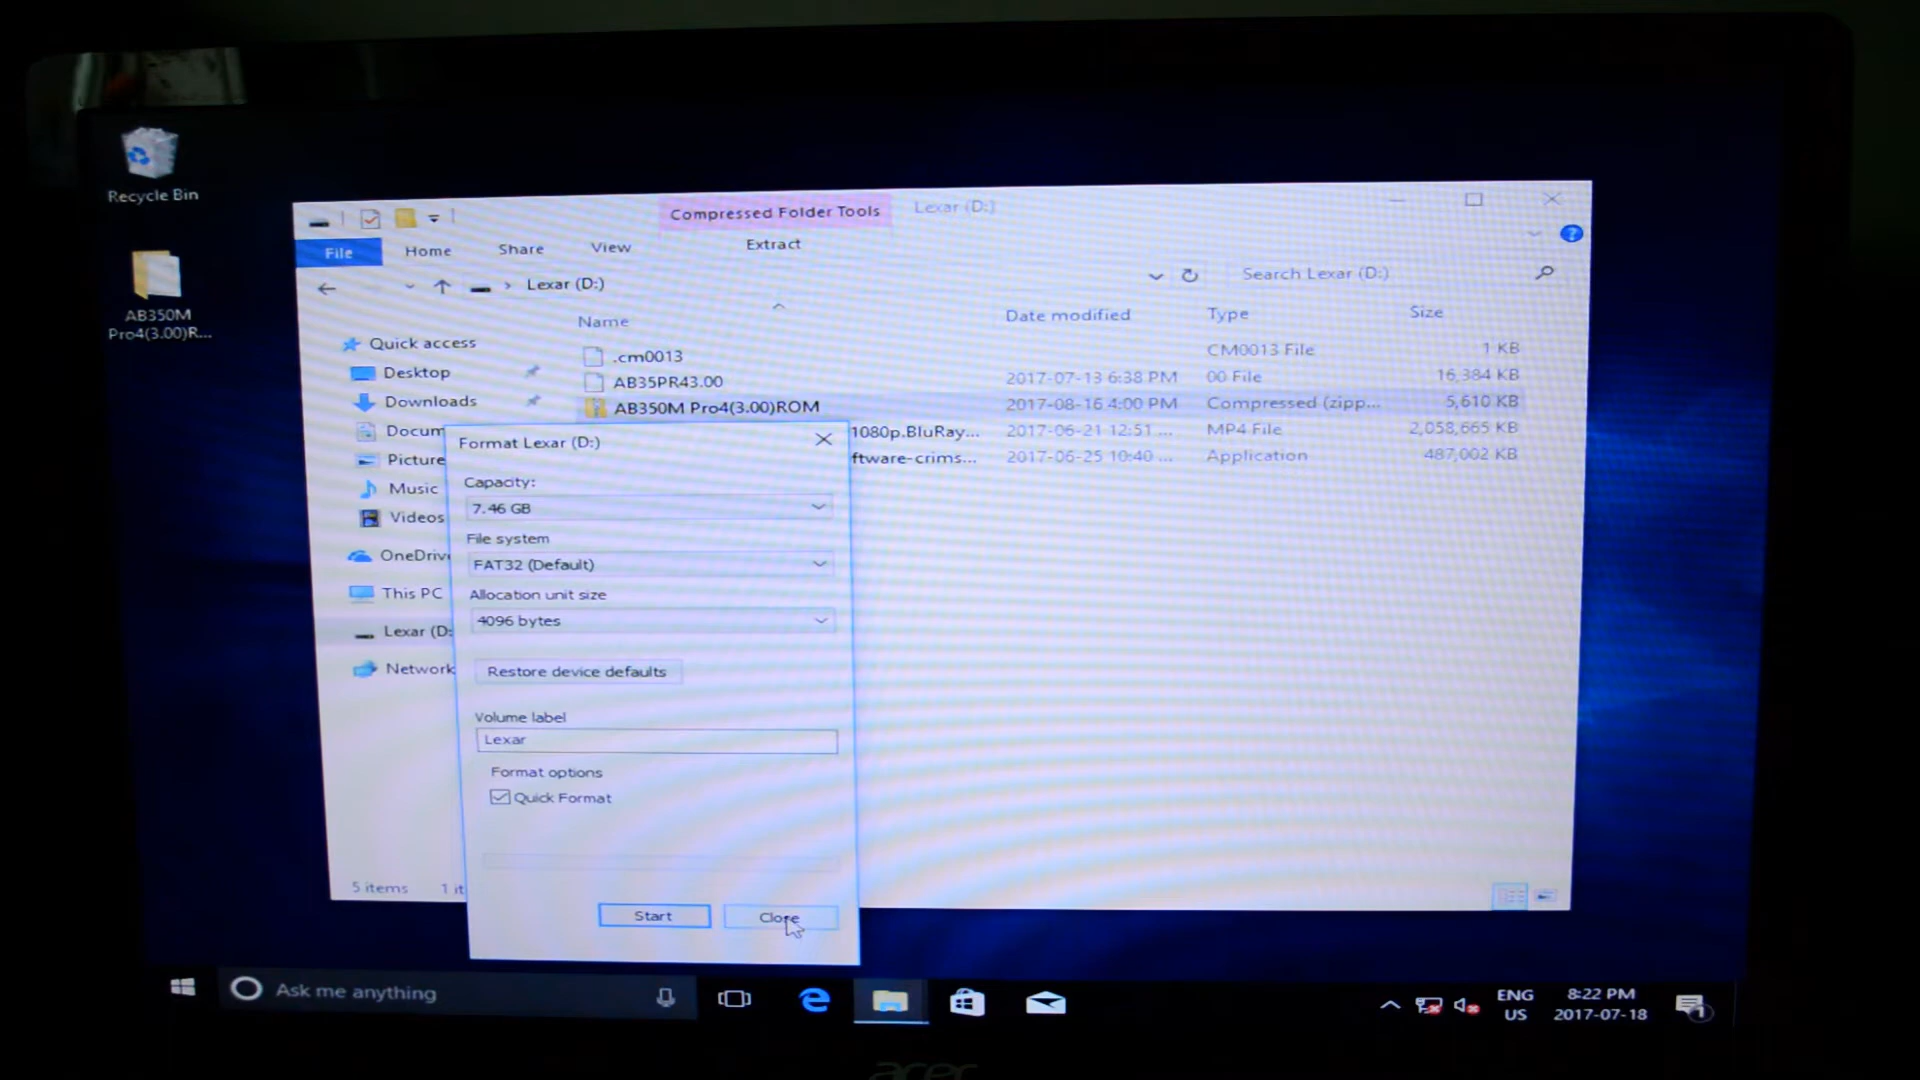 Recycle Bin
AB350M
Pro4(3.00)R...
Compressed Folder Tools
Lexar (D:)
File
Home
Share
View
Extract
Lexar (D:)
Search Lexar (D:)
Name
Date modified
Type
Size
Quick access
Desktop
Downloads
Docum
Picture
Music
Videos
OneDriv
This PC
Lexar (D:
Network
.cm0013
CM0013 File
1 KB
AB35PR43.00
2017-07-13 6:38 PM
00 File
16,384 KB
AB350M Pro4(3.00)ROM
2017-08-16 4:00 PM
Compressed (zipp...
5,610 KB
1080p.BluRay...
2017-06-21 12:51 ...
MP4 File
2,058,665 KB
ftware-crims...
2017-06-25 10:40 ...
Application
487,002 KB
Format Lexar (D:)
Capacity:
7.46 GB
File system
FAT32 (Default)
Allocation unit size
4096 bytes
Restore device defaults
Volume label
Lexar
Format options
Quick Format
Start
Close
5 items
1 it
Ask me anything
ENG
US
8:22 PM
2017-07-18
1
acer